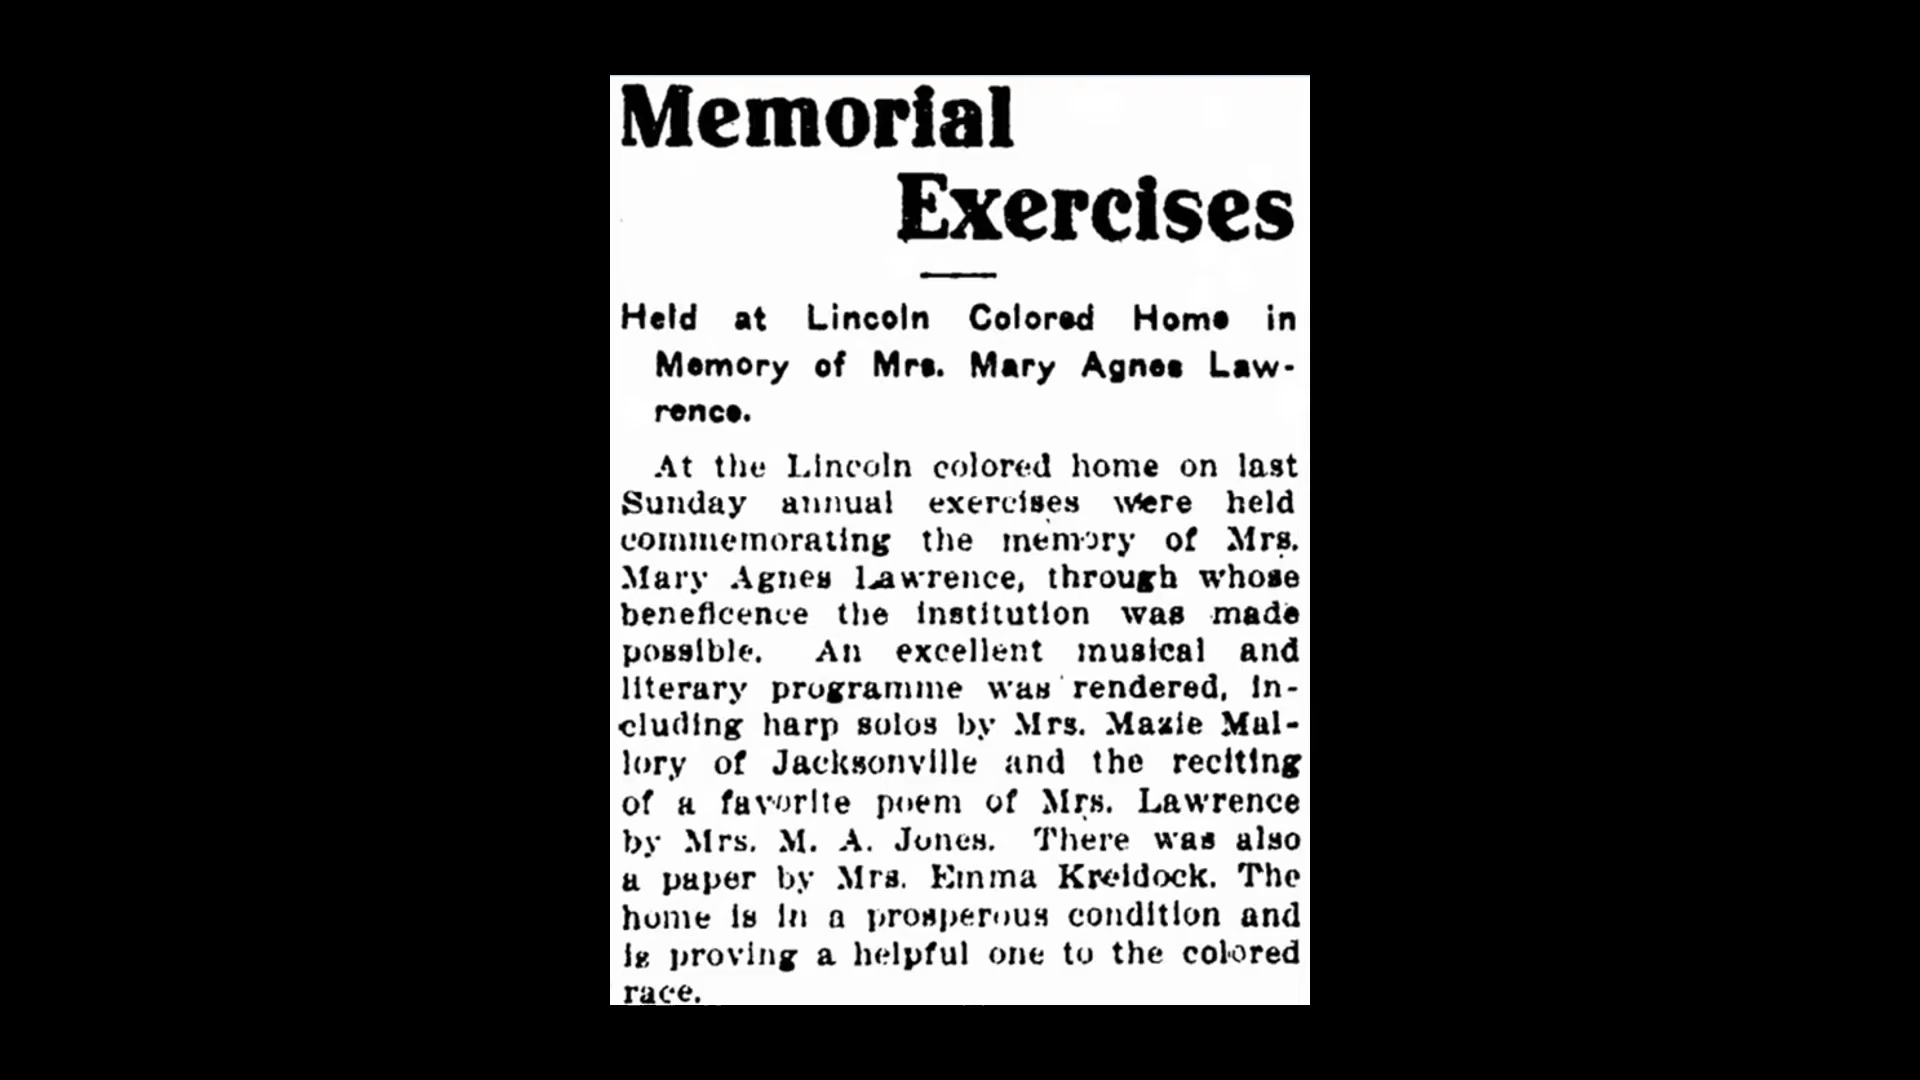 Memorial
Exercises
Held at Lincoln Colored Home in
Memory of Mrs. Mary Agnes Law-
rence.
At the Lincoln colored home on last
Sunday annual exercises were held
commemorating the memory of Mrs.
Mary Agnes Lawrence, through whose
beneficence the institution was made
possible. An excellent musical and
literary programme was rendered, in-
cluding harp solos by Mrs. Mazie Mal-
lory of Jacksonville and the reciting
of a favorite poem of Mrs. Lawrence
by Mrs. M. A. Jones. There was also
a paper by Mrs. Emma Kreidock. The
home is in a prosperous condition and
is proving a helpful one to the colored
race.